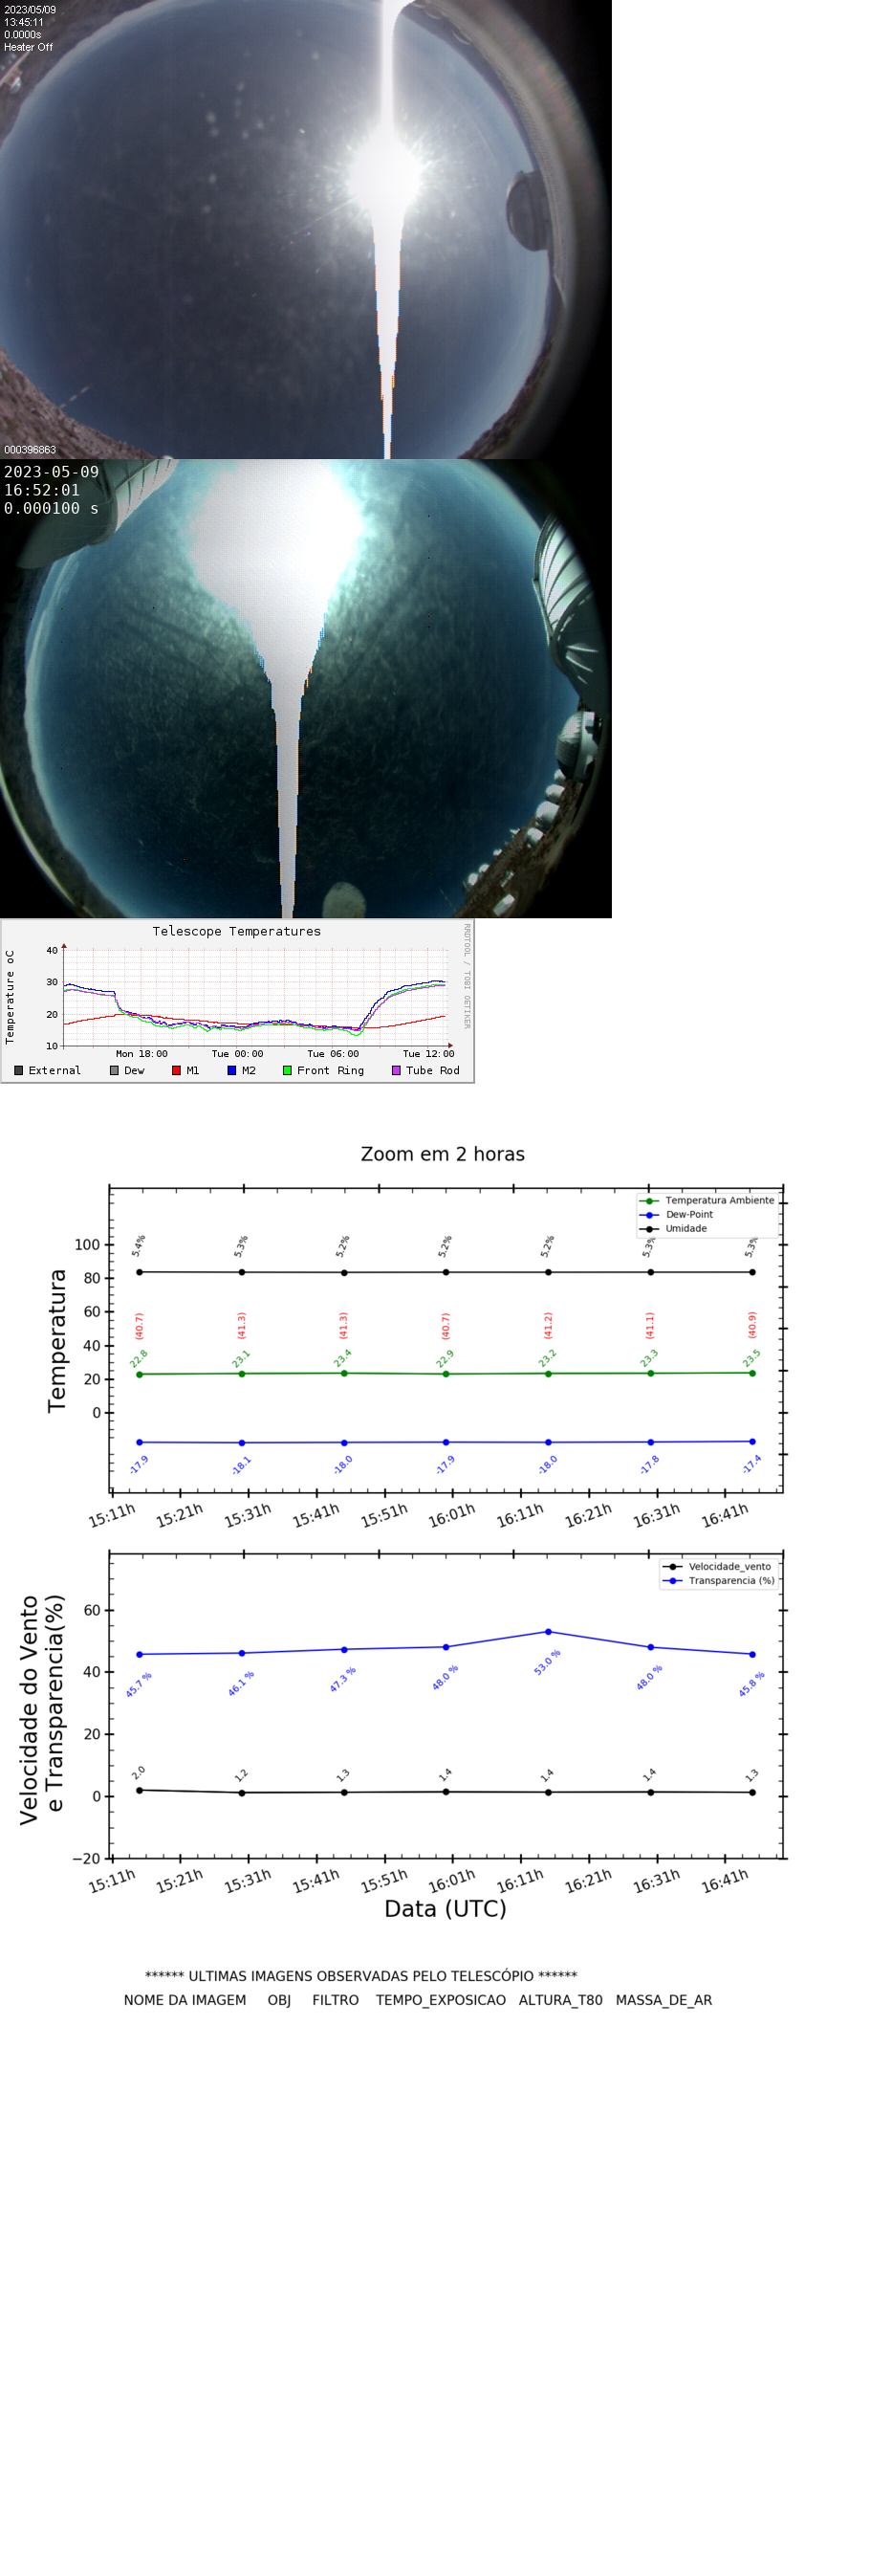 2023/05/09
13:45:11
0.0000s
Heater Off
000396863
2023-05-09
16:52:01
0.000100 s
Telescope Temperatures
RRDTOOL / TOBI OETIKER
Temperature oC
40
30
20
10
Mon 18:00 Tue 00:00 Tue 06:00 Tue 12:00
External Dew M1 M2 Front Ring Tube Rod
Zoom em 2 horas
Temperatura Ambiente
Dew-Point
Umidade
Temperatura
100
80
60
40
20
0
5.4% 5.3% 5.2% 5.2% 5.2% 5.3% 5.3%
(40.7) (41.3) (41.3) (40.7) (41.2) (41.1) (40.9)
22.8 23.1 23.4 22.9 23.2 23.3 23.5
-17.9 -18.1 -18.0 -17.9 -18.0 -17.8 -17.4
15:11h 15:21h 15:31h 15:41h 15:51h 16:01h 16:11h 16:21h 16:31h 16:41h
Velocidade_vento
Transparencia (%)
Velocidade do Vento
e Transparencia(%)
60
40
20
0
−20
45.7 % 46.1 % 47.3 % 48.0 % 53.0 % 48.0 % 45.8 %
2.0 1.2 1.3 1.4 1.4 1.4 1.3
15:11h 15:21h 15:31h 15:41h 15:51h 16:01h 16:11h 16:21h 16:31h 16:41h
Data (UTC)
****** ULTIMAS IMAGENS OBSERVADAS PELO TELESCÓPIO ******
NOME DA IMAGEM OBJ FILTRO TEMPO_EXPOSICAO ALTURA_T80 MASSA_DE_AR